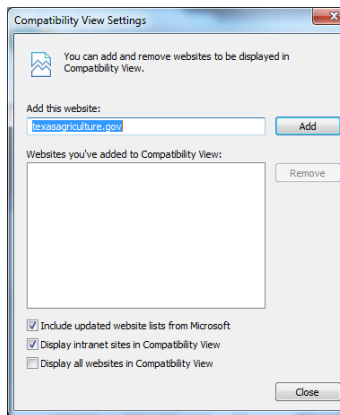 Compatibility View Settings
You can add and remove websites to be displayed in
Compatibility View.
Add this website:
texasagriculture.gov
Add
Websites you've added to Compatibility View:
Remove
Include updated website lists from Microsoft
Display intranet sites in Compatibility View
Display all websites in Compatibility View
Close